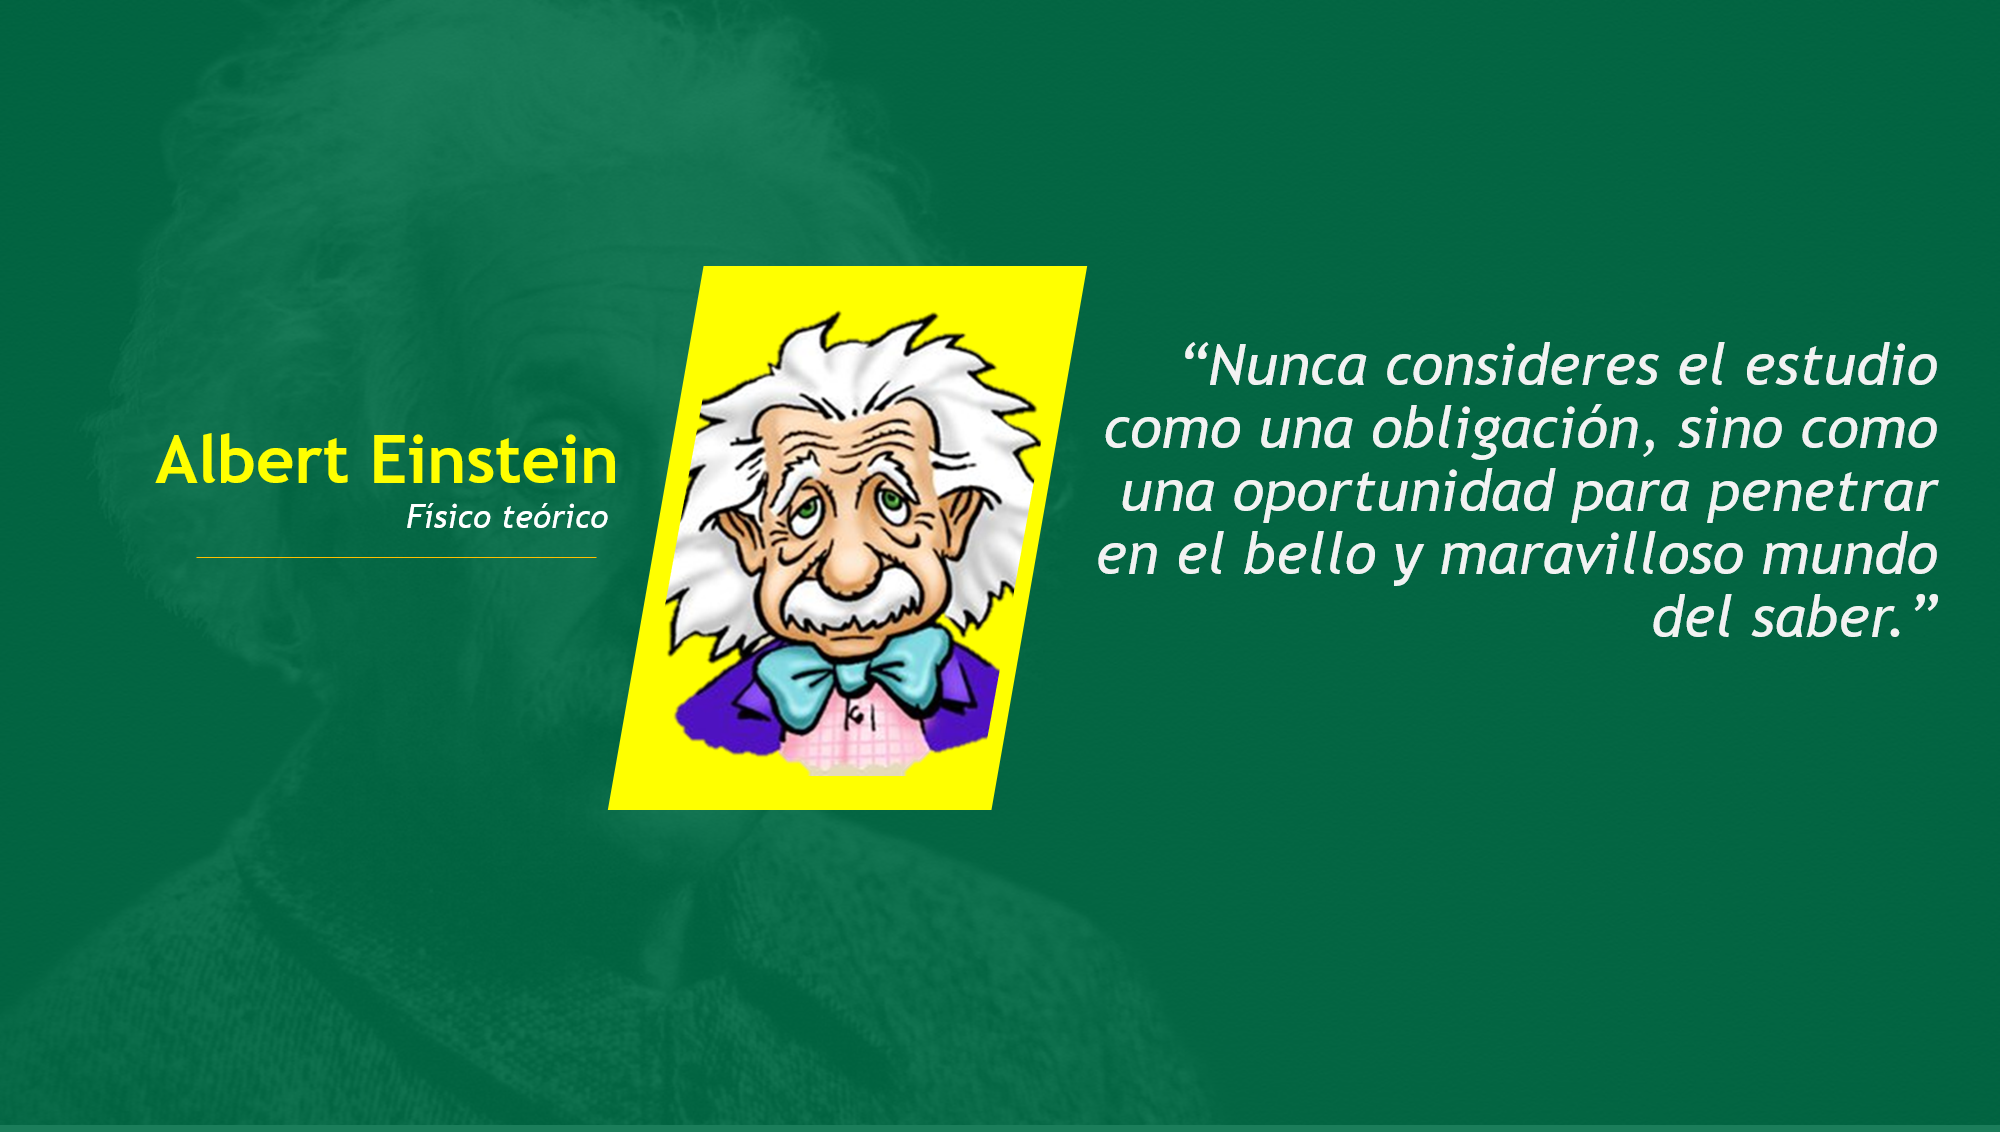 Albert Einstein
Físico teórico
“Nunca consideres el estudio
como una obligación, sino como
una oportunidad para penetrar
en el bello y maravilloso mundo
del saber.”